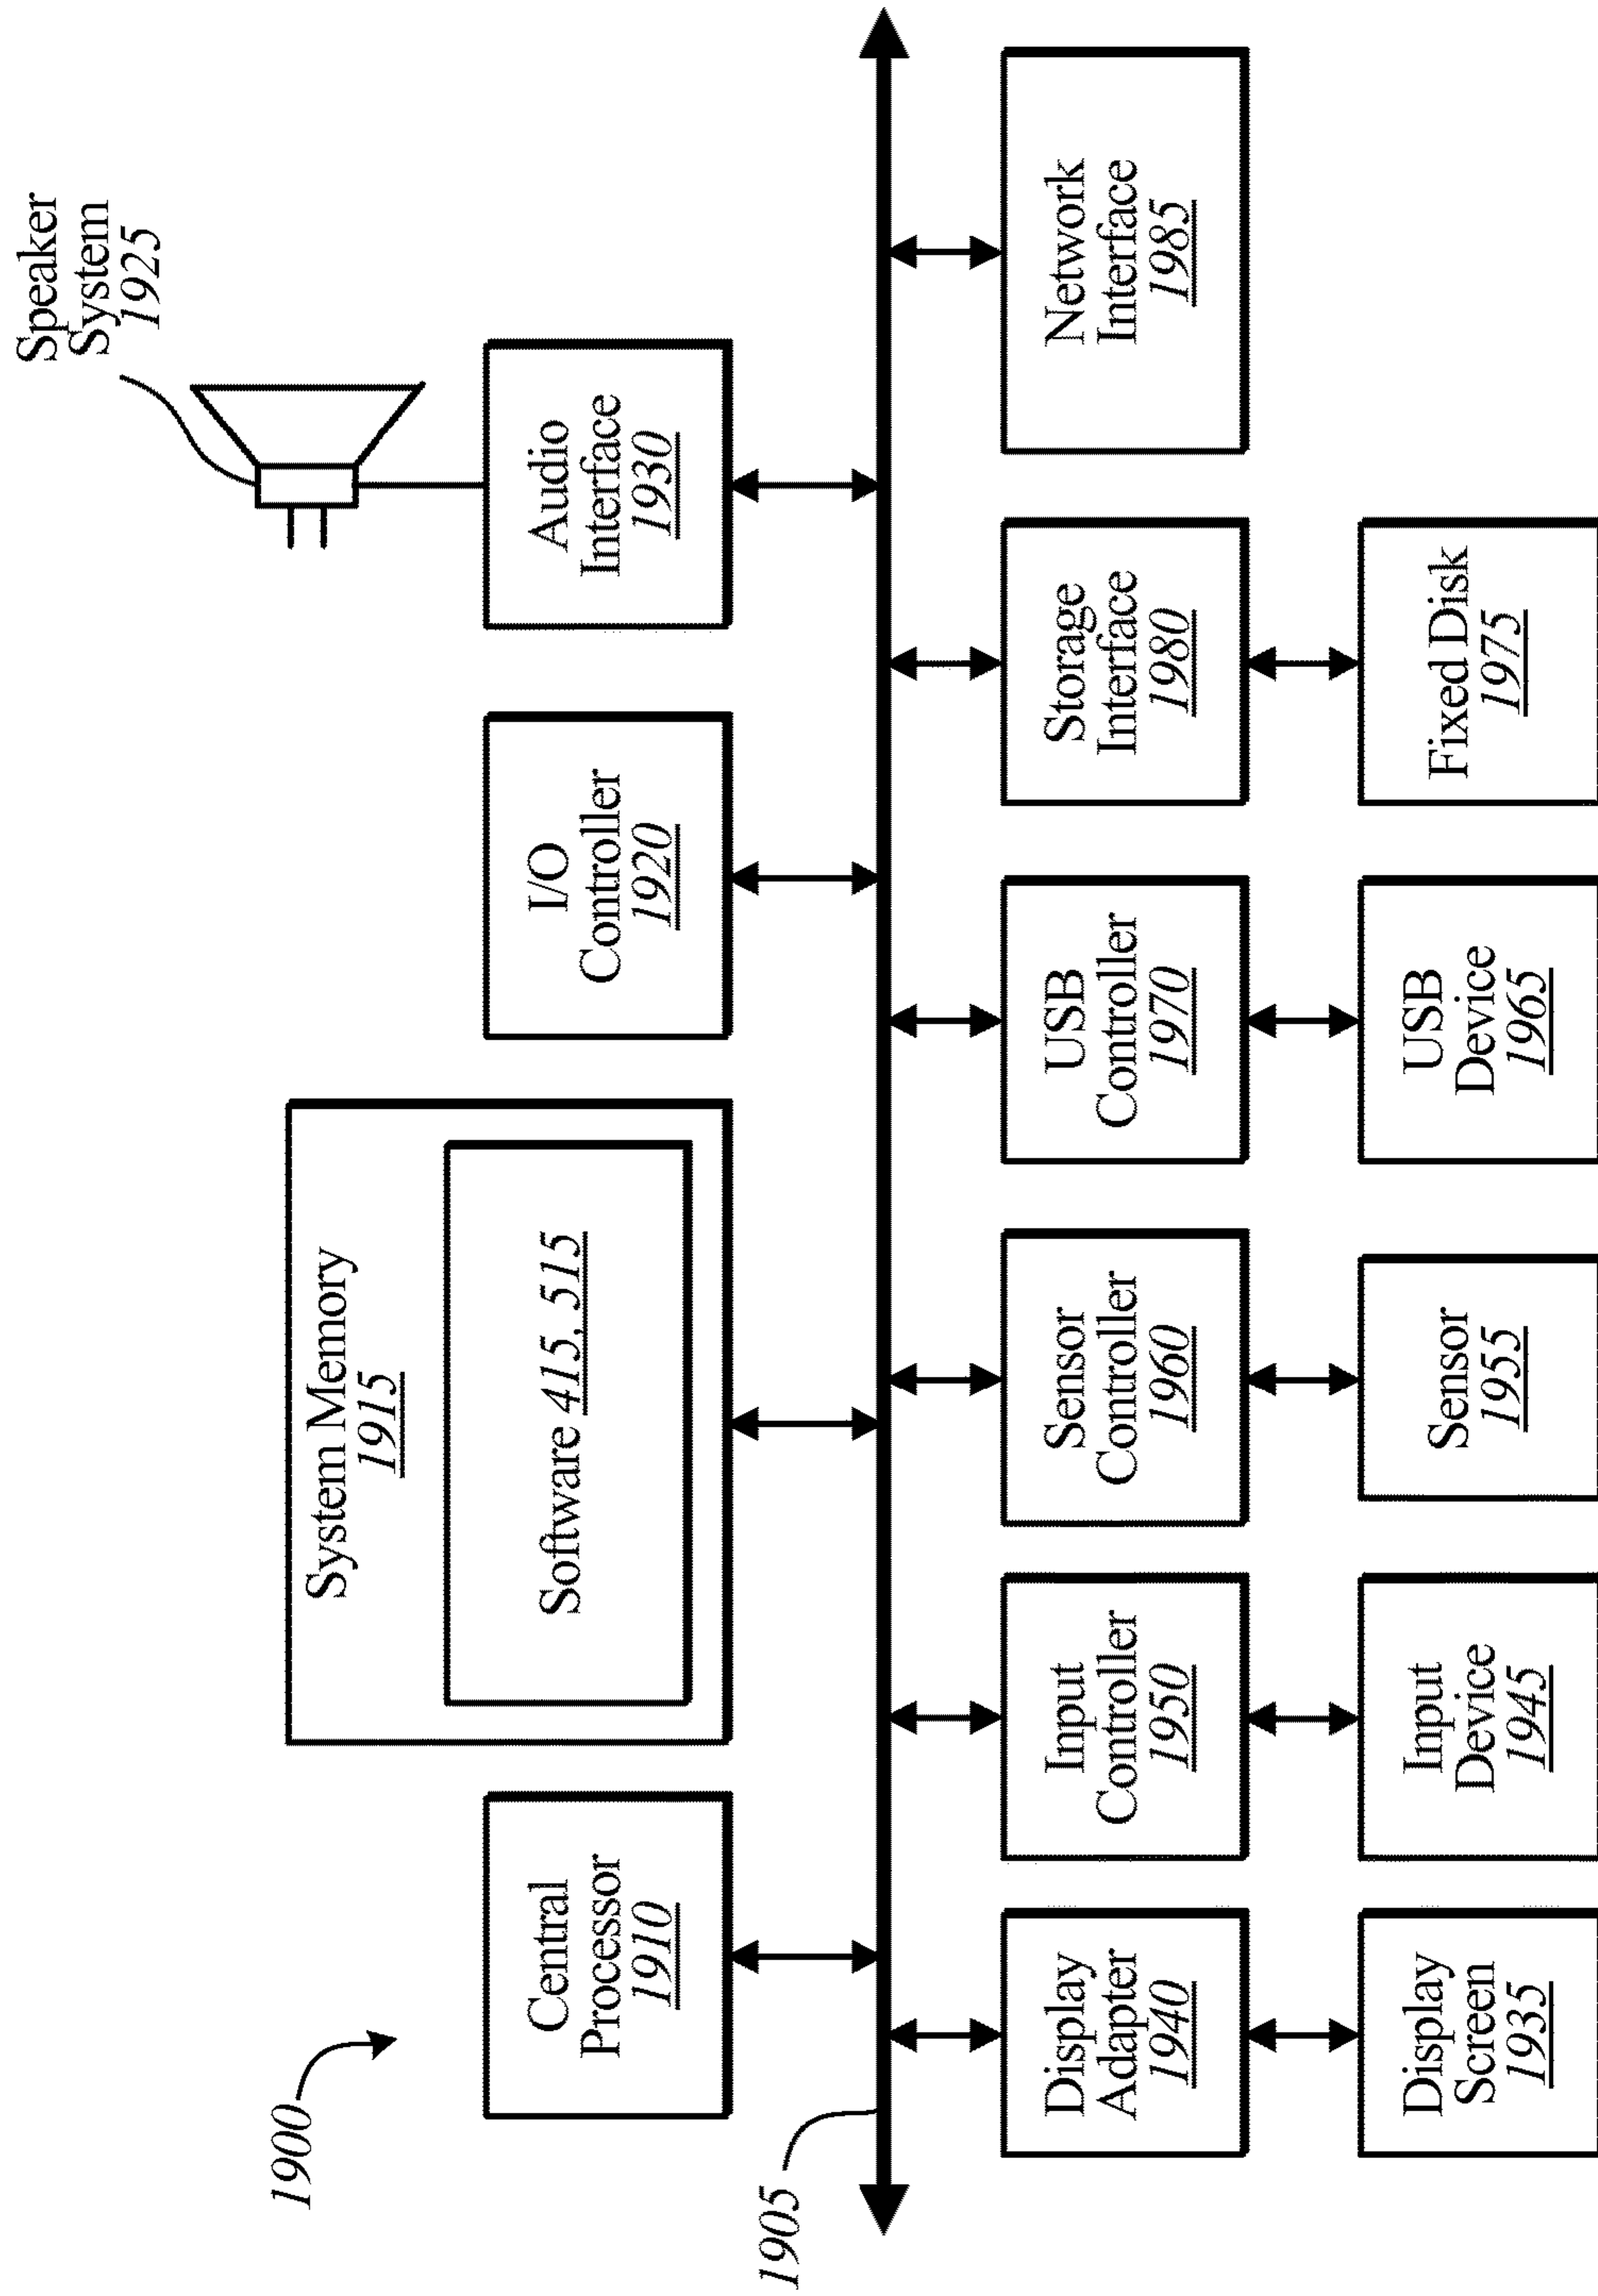 1900
Central
Processor
1910
System Memory
1915
Software 415, 515
I/O
Controller
1920
Audio
Interface
1930
Speaker
System
1925
1905
Display
Adapter
1940
Input
Controller
1950
Sensor
Controller
1960
USB
Controller
1970
Storage
Interface
1980
Network
Interface
1985
Display
Screen
1935
Input
Device
1945
Sensor
1955
USB
Device
1965
Fixed Disk
1975